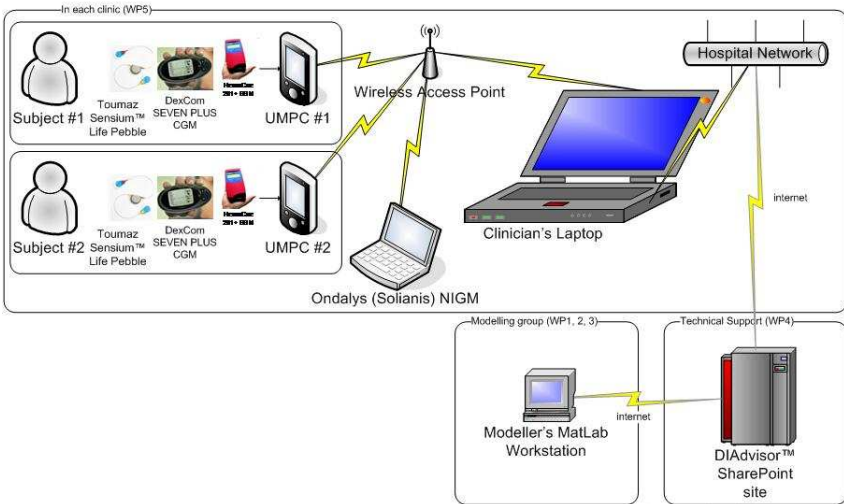 In each clinic (WP5)
Subject #1
Toumaz
Sensium™
Life Pebble
DexCom
SEVEN PLUS
CGM
UMPC #1
Wireless Access Point
Hospital Network
Clinician's Laptop
internet
Subject #2
Toumaz
Sensium™
Life Pebble
DexCom
SEVEN PLUS
CGM
UMPC #2
Ondalys (Solianis) NIGM
Modelling group (WP1, 2, 3)
Modeller's MatLab
Workstation
internet
Technical Support (WP4)
DIAdvisor™
SharePoint
site